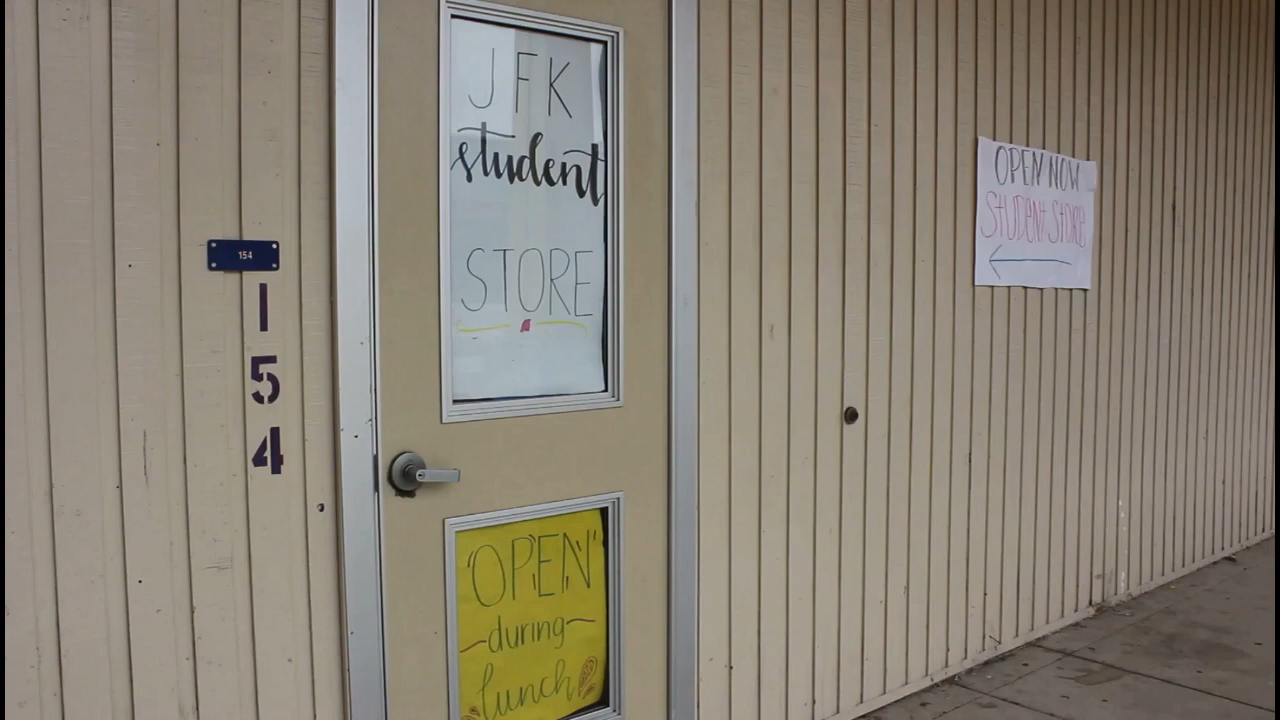 154
1
5
4
JFK
student
STORE
OPEN
during
lunch
OPEN NOW
STUDENT STORE